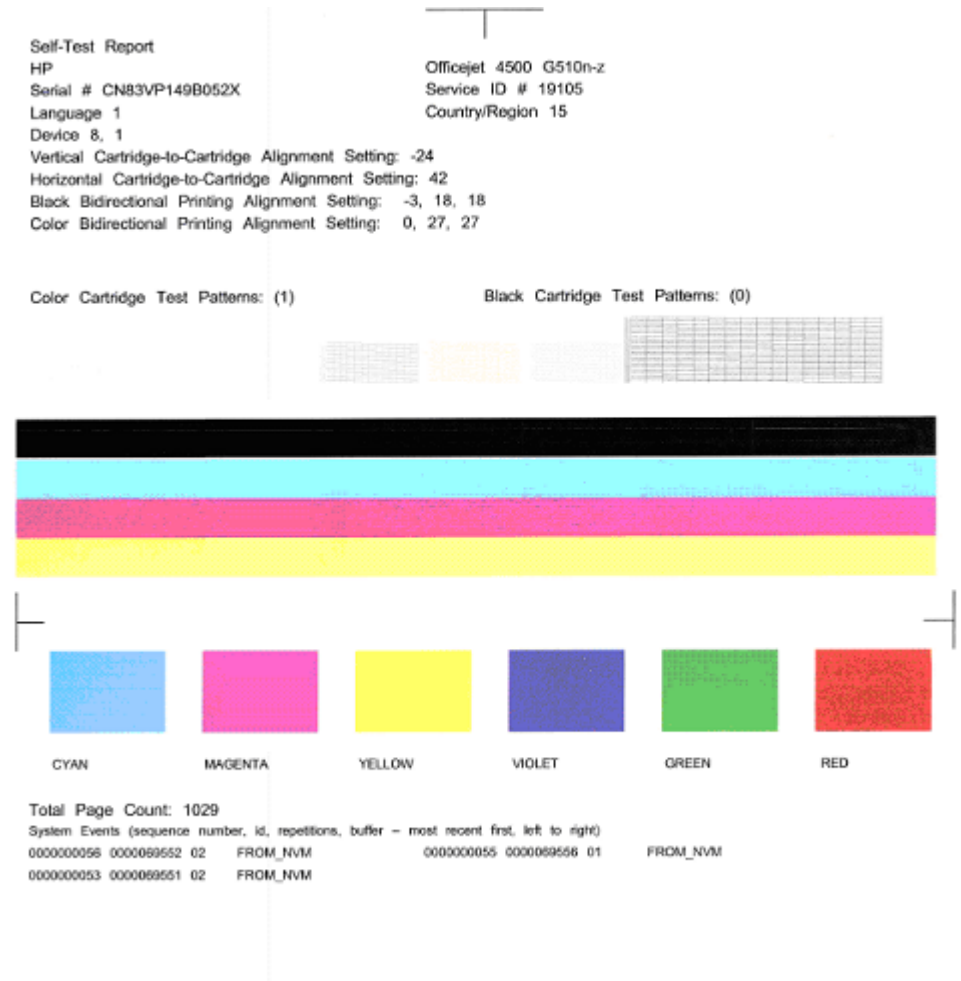 Self-Test Report
HP
Officejet 4500 G510n-z
Serial # CN83VP149B052X
Service ID # 19105
Language 1
Country/Region 15
Device 8, 1
Vertical Cartridge-to-Cartridge Alignment Setting: -24
Horizontal Cartridge-to-Cartridge Alignment Setting: 42
Black Bidirectional Printing Alignment Setting: -3, 18, 18
Color Bidirectional Printing Alignment Setting: 0, 27, 27
Color Cartridge Test Patterns: (1)
Black Cartridge Test Patterns: (0)
CYAN
MAGENTA
YELLOW
VIOLET
GREEN
RED
Total Page Count: 1029
System Events (sequence number, id, repetitions, buffer – most recent first, left to right)
0000000056 0000069552 02 FROM_NVM 0000000055 0000069556 01 FROM_NVM
0000000053 0000069551 02 FROM_NVM